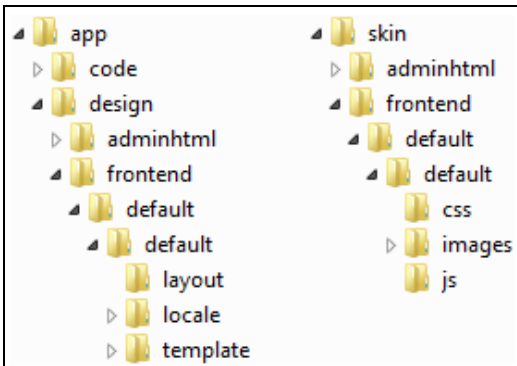 app
code
design
adminhtml
frontend
default
default
layout
locale
template
skin
adminhtml
frontend
default
default
css
images
js